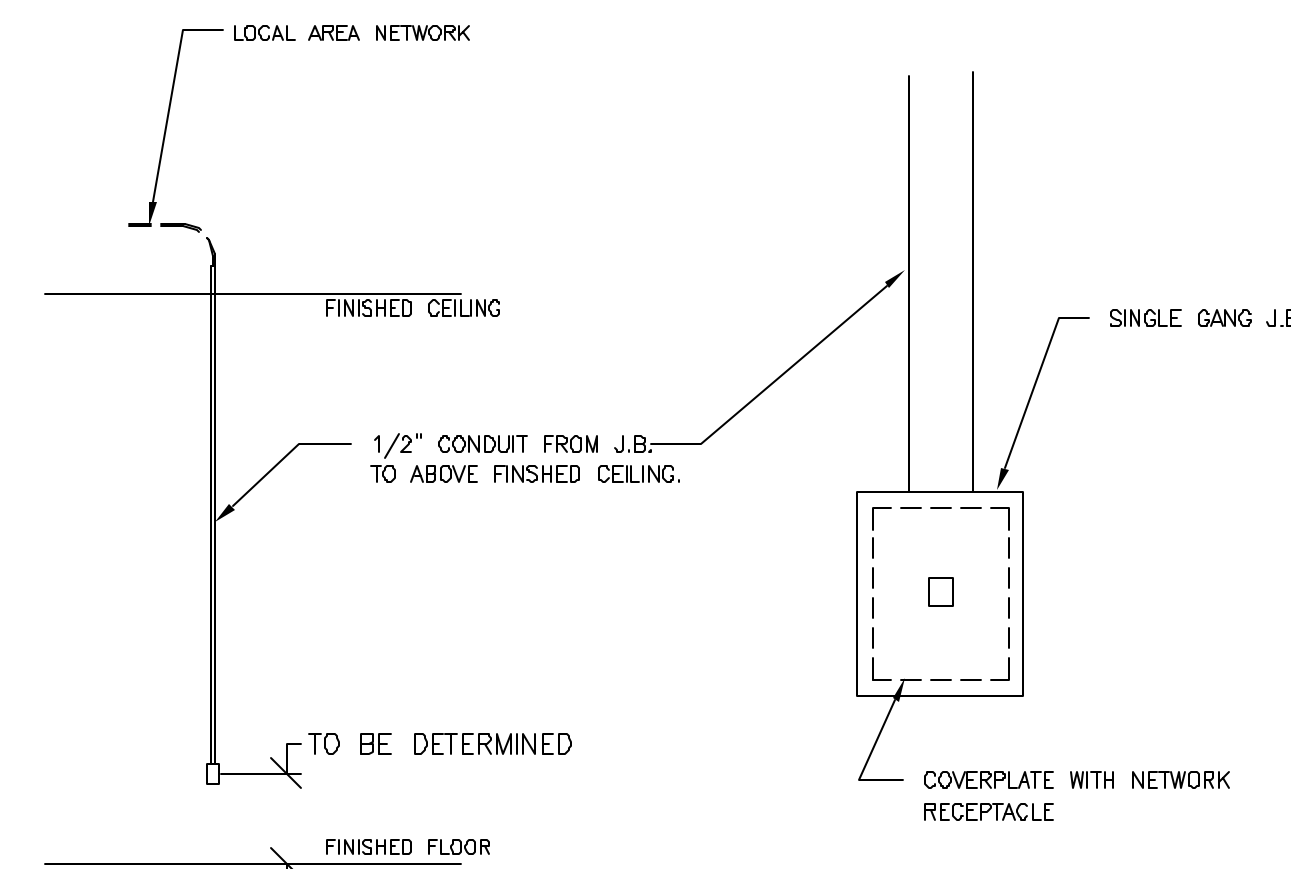 LOCAL AREA NETWORK
FINISHED CEILING
SINGLE GANG
1/2" CONDUIT FROM J.B.
TO ABOVE FINSHED CEILING.
TO BE DETERMINED
COVERPLATE WITH NETWORK
RECEPTACLE
FINISHED FLOOR